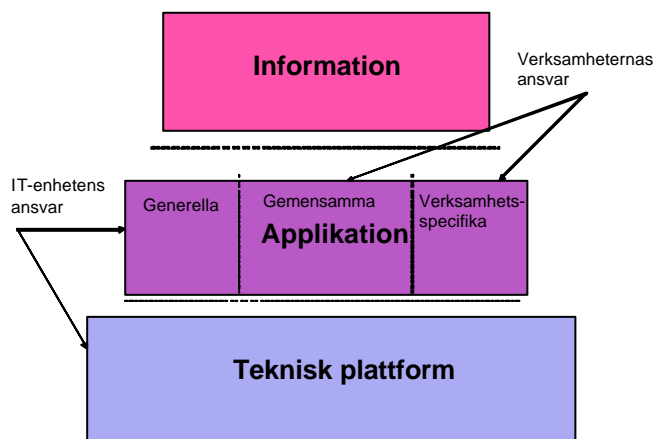 Information
Verksamheternas
ansvar
IT-enhetens
ansvar
Generella
Gemensamma
Verksamhets-
specifika
Applikation
Teknisk plattform